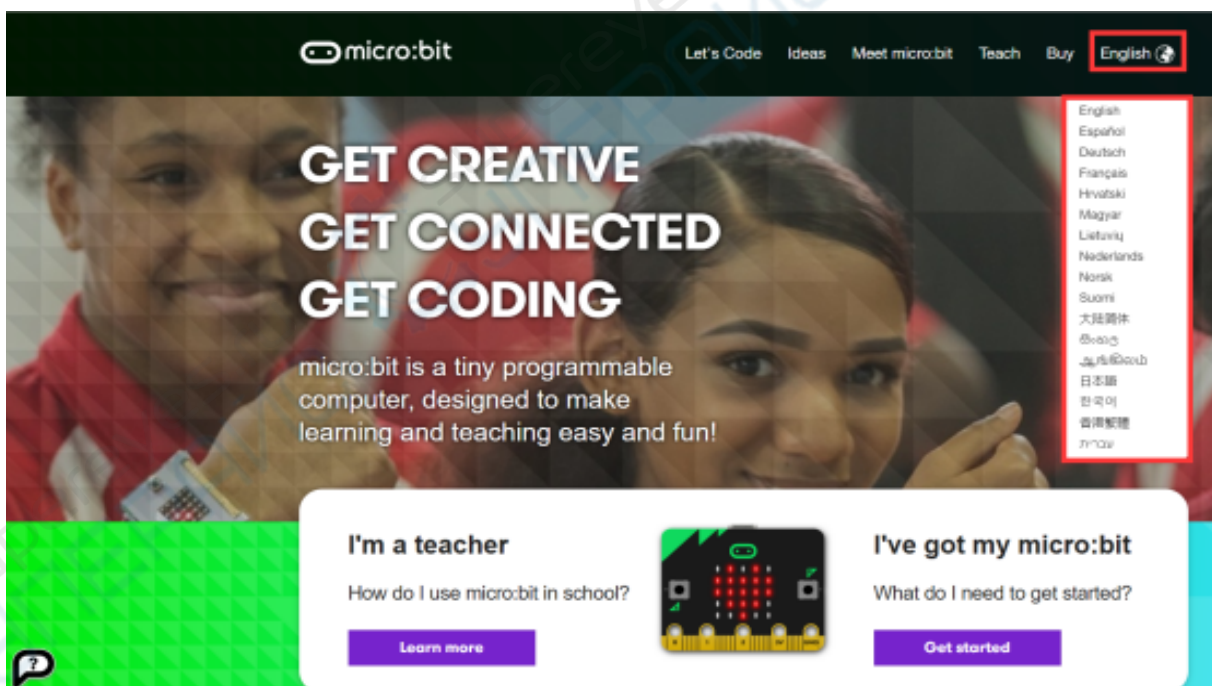 micro:bit
Let's Code Ideas Meet micro:bit Teach Buy English
English
Español
Deutsch
Français
Hrvatski
Magyar
Lietuvių
Nederlands
Norsk
Suomi
大陆简体
සිංහල
日本語
한국어
香港繁體
עברית
GET CREATIVE
GET CONNECTED
GET CODING
micro:bit is a tiny programmable
computer, designed to make
learning and teaching easy and fun!
I'm a teacher
How do I use micro:bit in school?
Learn more
I've got my micro:bit
What do I need to get started?
Get started
?